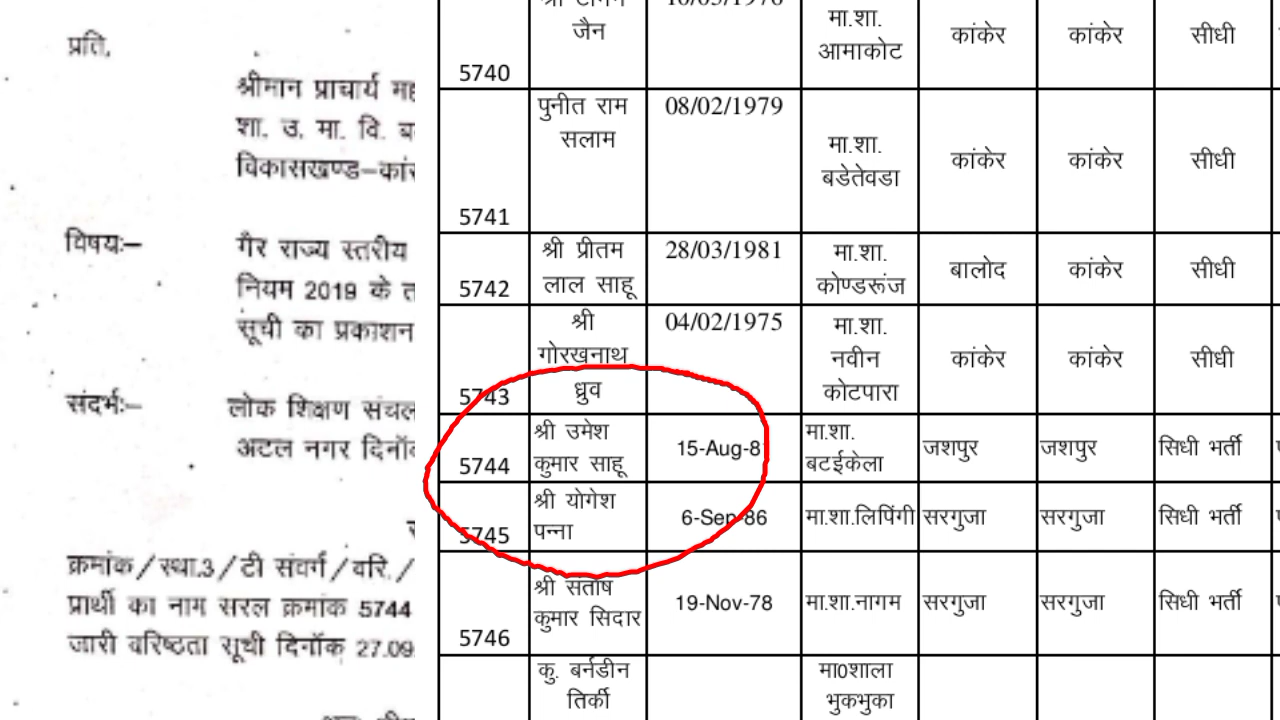 प्रति,
श्रीमान प्राचार्य
शा. उ. मा. वि.
विकासखण्ड–
विषयः– गैर राज्य स्तरीय
नियम 2019 के
सूची का प्रकाशन
संदर्भः– लोक शिक्षण
अटल नगर
क्रमांक/स्था.3/टी संवर्ग/वरि./
प्रार्थी का नाम सरल क्रमांक 5744
जारी वरिष्ठता सूची दिनॉक 27.09
जैन
मा.शा.
आमाकोट
कांकेर
कांकेर
सीधी
5740
पुनीत राम
सलाम
08/02/1979
मा.शा.
बडेतेवडा
कांकेर
कांकेर
सीधी
5741
श्री प्रीतम
लाल साहू
28/03/1981
मा.शा.
कोण्डरूंज
बालोद
कांकेर
सीधी
5742
श्री
गोरखनाथ
ध्रुव
04/02/1975
मा.शा.
नवीन
कोटपारा
कांकेर
कांकेर
सीधी
5743
श्री उमेश
कुमार साहू
15-Aug-8
मा.शा.
बटईकेला
जशपुर
जशपुर
सिधी भर्ती
5744
श्री योगेश
पन्ना
6-Sep-86
मा.शा.लिपिंगी
सरगुजा
सरगुजा
सिधी भर्ती
5745
श्री सतोष
कुमार सिदार
19-Nov-78
मा.शा.नागम
सरगुजा
सरगुजा
सिधी भर्ती
5746
कु. बर्नडीन
तिर्की
मा0शाला
भुकभुका